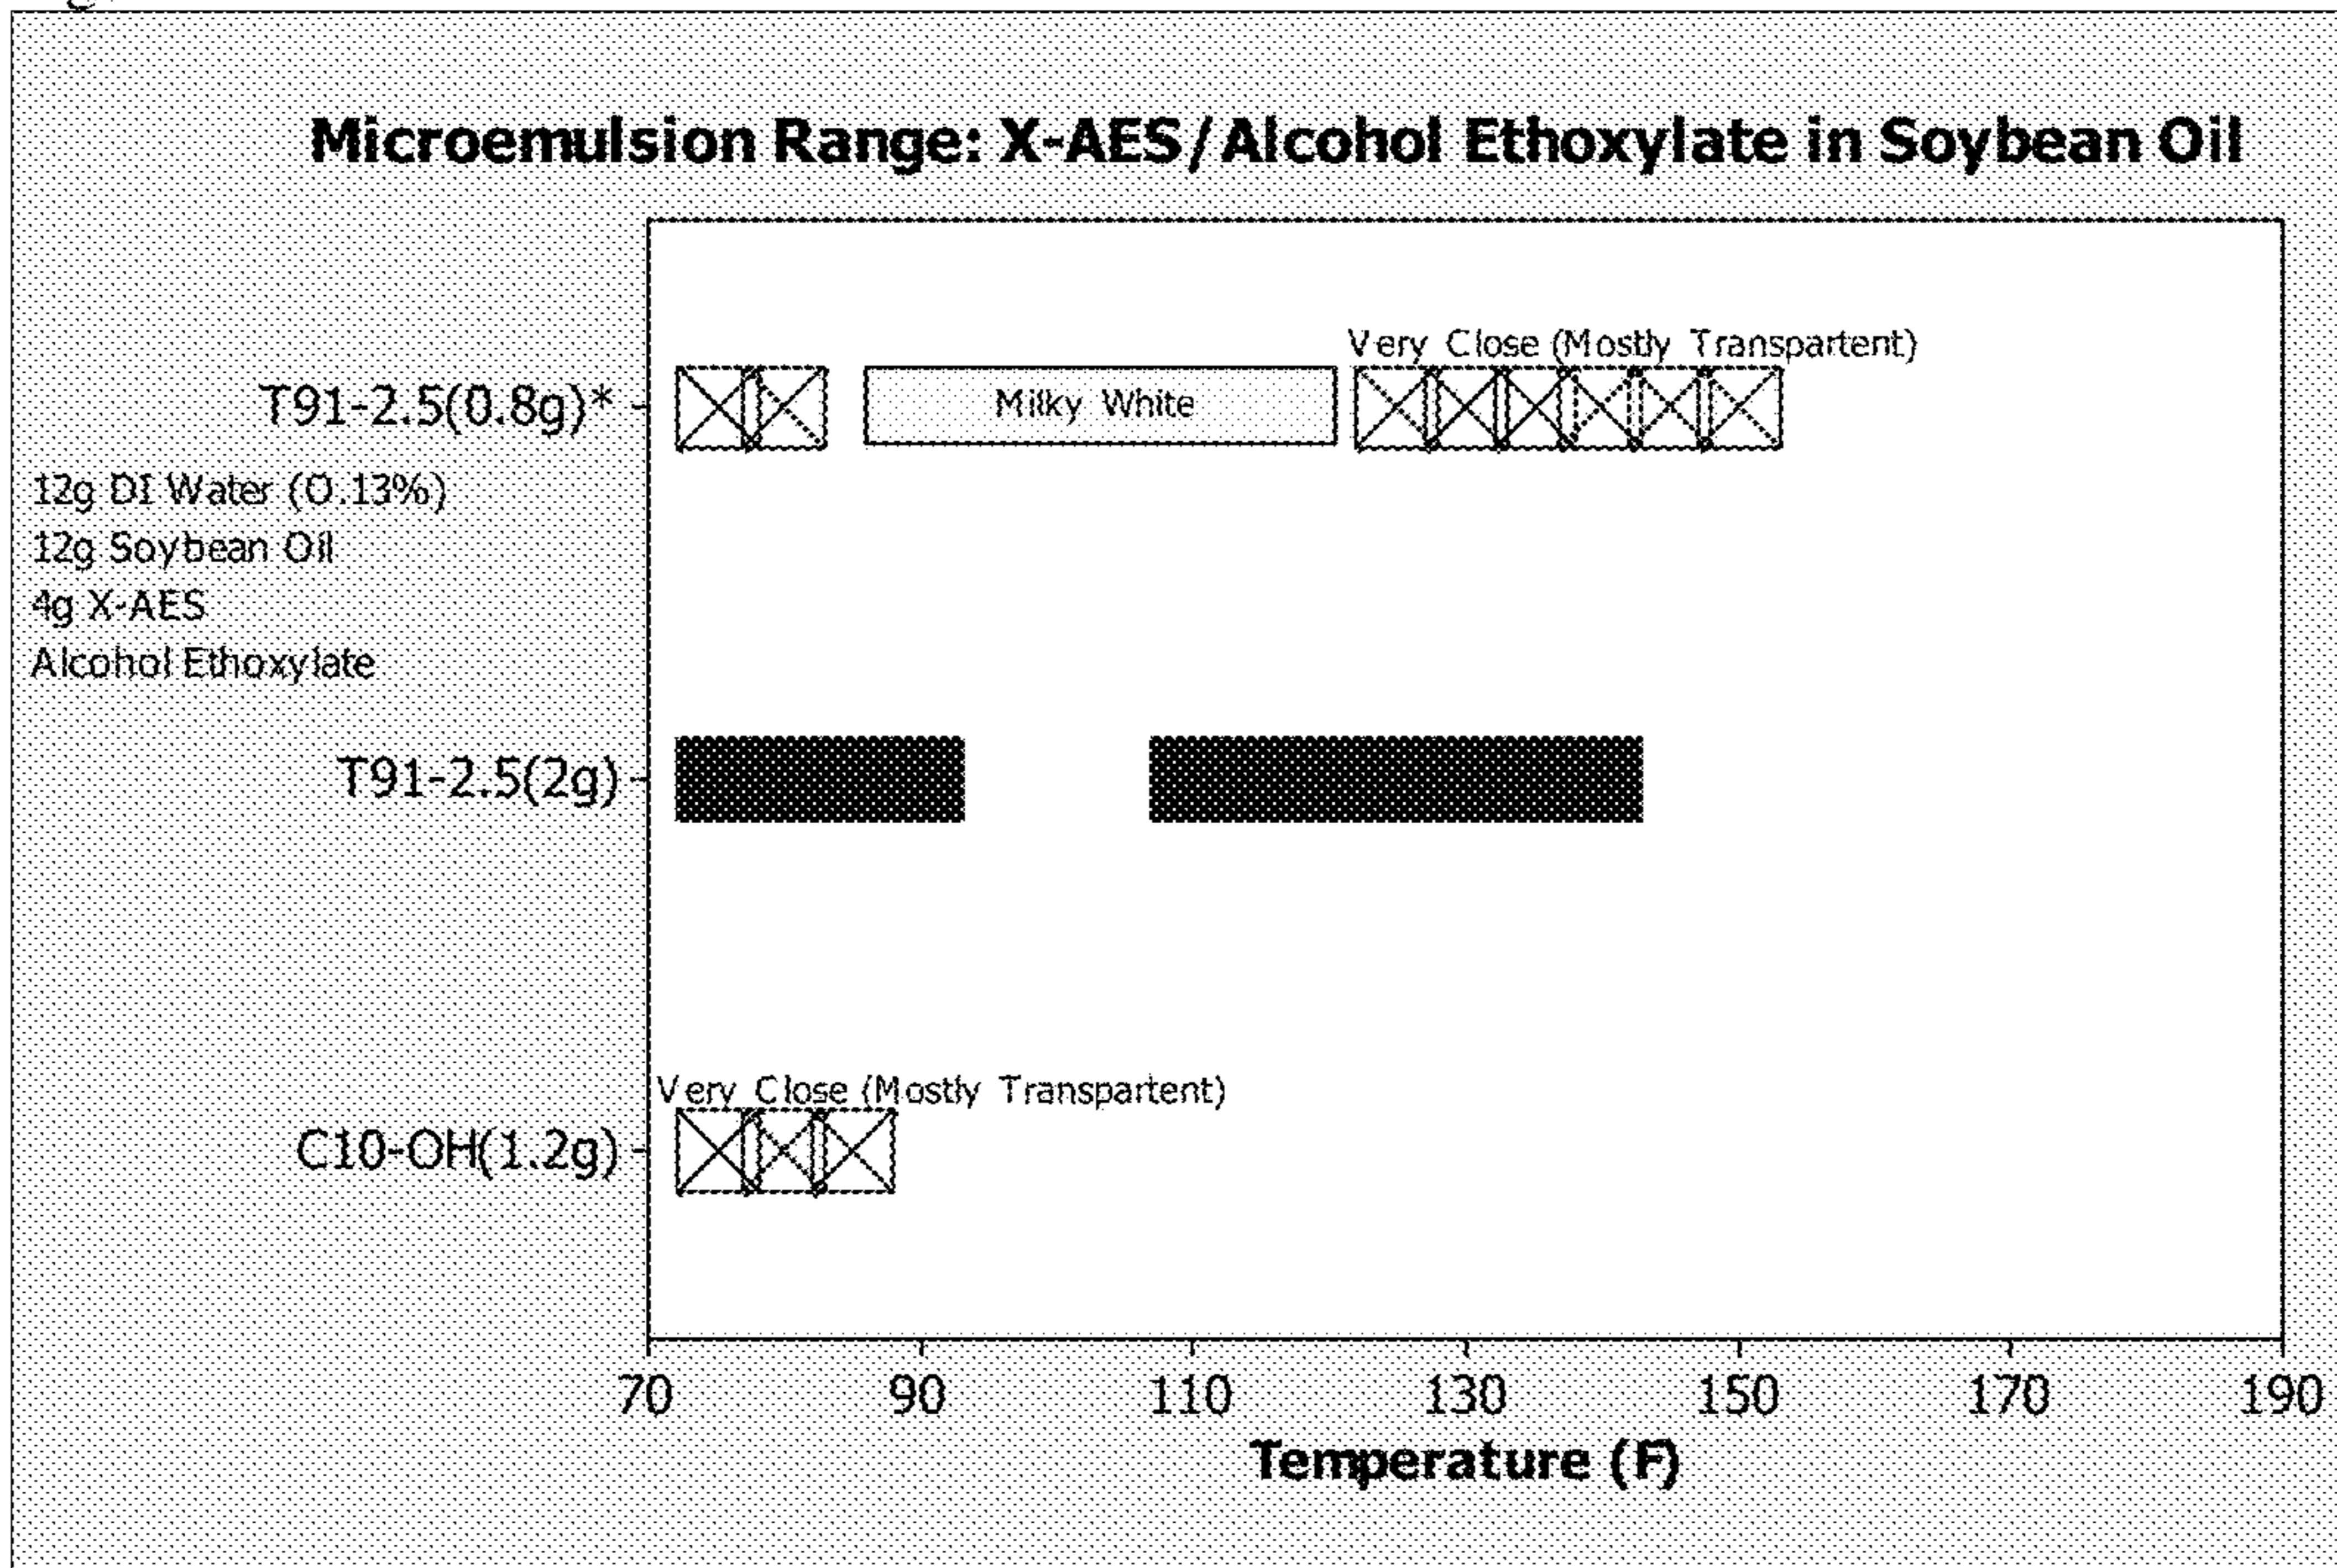 Microemulsion Range: X-AES/Alcohol Ethoxylate in Soybean Oil
Very Close (Mostly Transpartent)
T91-2.5(0.8g)*
Milky White
12g DI Water (0.13%)
12g Soybean Oil
4g X-AES
Alcohol Ethoxylate
T91-2.5(2g)
Very Close (Mostly Transpartent)
C10-OH(1.2g)
70 90 110 130 150 170 190
Temperature (F)